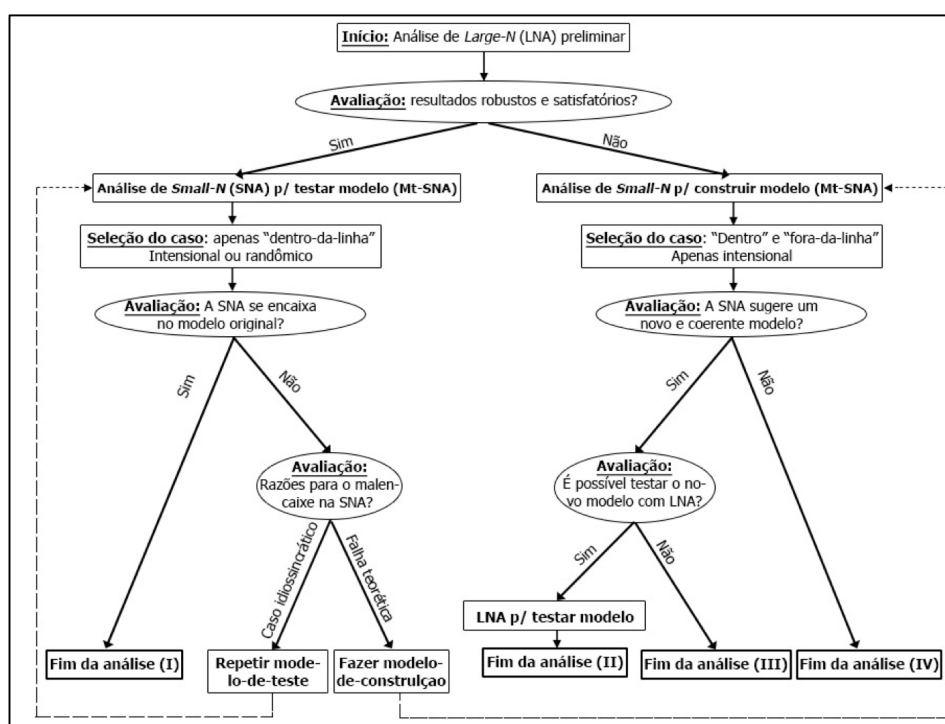 Início: Análise de Large-N (LNA) preliminar
Avaliação: resultados robustos e satisfatórios?
Sim
Não
Análise de Small-N (SNA) p/ testar modelo (Mt-SNA)
Análise de Small-N p/ construir modelo (Mt-SNA)
Seleção do caso: apenas “dentro-da-linha”
Intensional ou randômico
Seleção do caso: “Dentro” e “fora-da-linha”
Apenas intensional
Avaliação: A SNA se encaixa
no modelo original?
Avaliação: A SNA sugere um
novo e coerente modelo?
Sim
Não
Sim
Não
Avaliação:
Razões para o malen-
caixe na SNA?
Avaliação:
É possível testar o no-
vo modelo com LNA?
Caso idiossincrático
Falha teorética
Sim
Não
LNA p/ testar modelo
Fim da análise (I)
Repetir mode-
lo-de-teste
Fazer modelo-
de-construlçao
Fim da análise (II)
Fim da análise (III)
Fim da análise (IV)